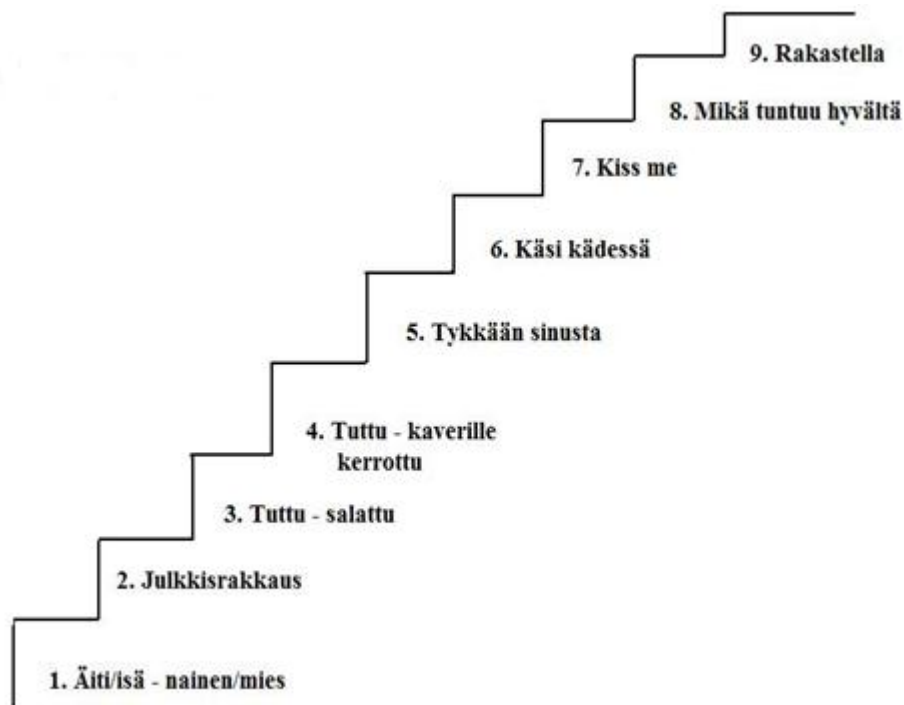 9. Rakastella
8. Mikä tuntuu hyvältä
7. Kiss me
6. Käsi kädessä
5. Tykkään sinusta
4. Tuttu - kaverille
kerrottu
3. Tuttu - salattu
2. Julkkisrakkaus
1. Äiti/isä - nainen/mies